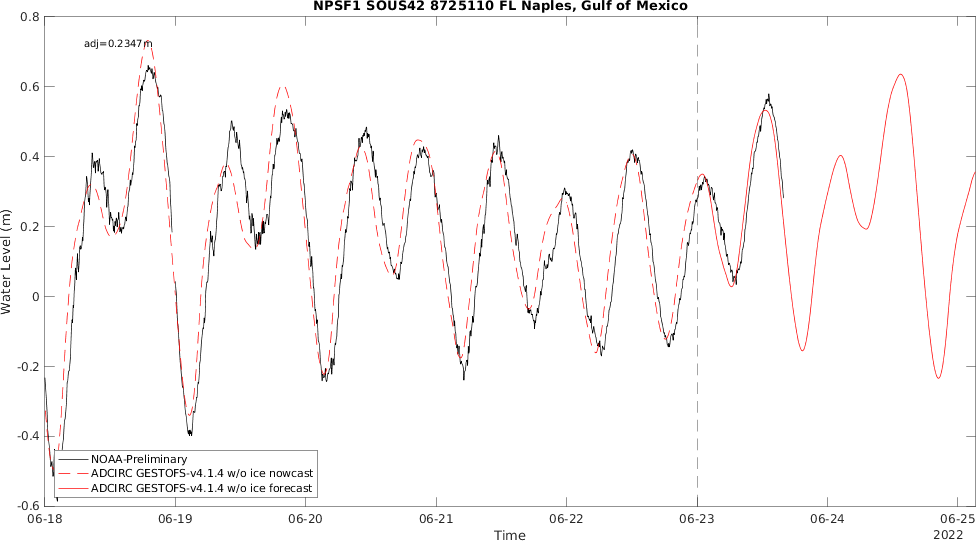 NPSF1 SOUS42 8725110 FL Naples, Gulf of Mexico
0.8
adj=0.2347m
0.6
0.4
0.2
0
-0.2
-0.4
-0.6
Water Level (m)
NOAA-Preliminary
ADCIRC GESTOFS-v4.1.4 w/o ice nowcast
ADCIRC GESTOFS-v4.1.4 w/o ice forecast
06-18 06-19 06-20 06-21 06-22 06-23 06-24 06-25
Time
2022